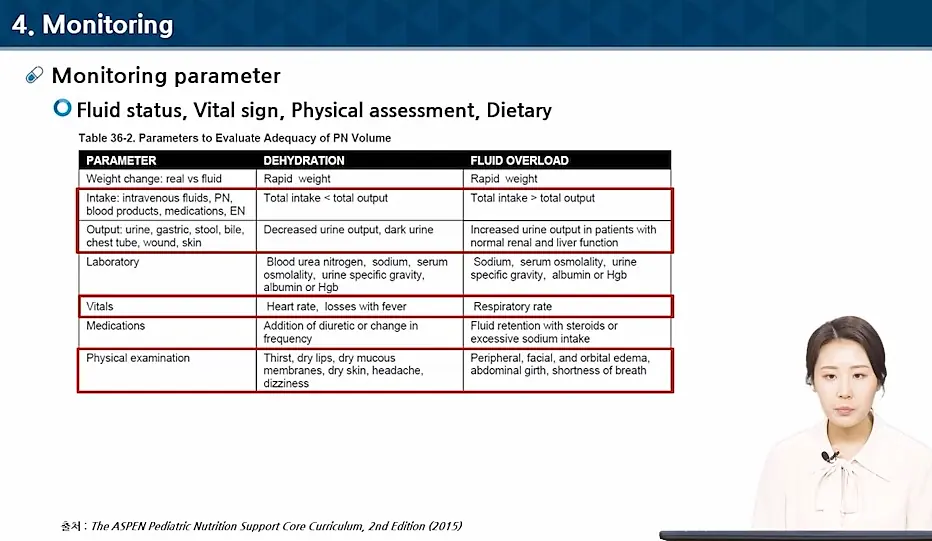 4. Monitoring
Monitoring parameter
Fluid status, Vital sign, Physical assessment, Dietary
Table 36-2. Parameters to Evaluate Adequacy of PN Volume
PARAMETER DEHYDRATION FLUID OVERLOAD
Weight change: real vs fluid Rapid weight Rapid weight
Intake: intravenous fluids, PN, Total intake < total output Total intake > total output
blood products, medications, EN
Output: urine, gastric, stool, bile, Decreased urine output, dark urine Increased urine output in patients with
chest tube, wound, skin normal renal and liver function
Laboratory Blood urea nitrogen, sodium, serum Sodium, serum osmolality, urine
osmolality, urine specific gravity, specific gravity, albumin or Hgb
albumin or Hgb
Vitals Heart rate, losses with fever Respiratory rate
Medications Addition of diuretic or change in Fluid retention with steroids or
frequency excessive sodium intake
Physical examination Thirst, dry lips, dry mucous Peripheral, facial, and orbital edema,
membranes, dry skin, headache, abdominal girth, shortness of breath
dizziness
출처 : The ASPEN Pediatric Nutrition Support Core Curriculum, 2nd Edition (2015)